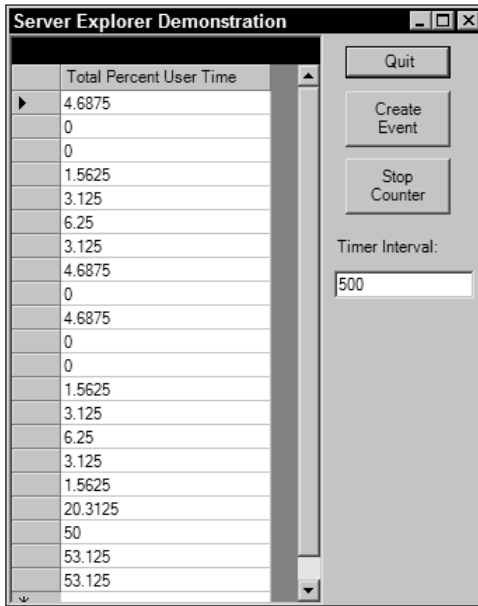 Server Explorer Demonstration
Total Percent User Time
4.6875
0
0
1.5625
3.125
6.25
3.125
4.6875
0
4.6875
0
0
1.5625
3.125
6.25
3.125
1.5625
20.3125
50
53.125
53.125
Quit
Create
Event
Stop
Counter
Timer Interval:
500